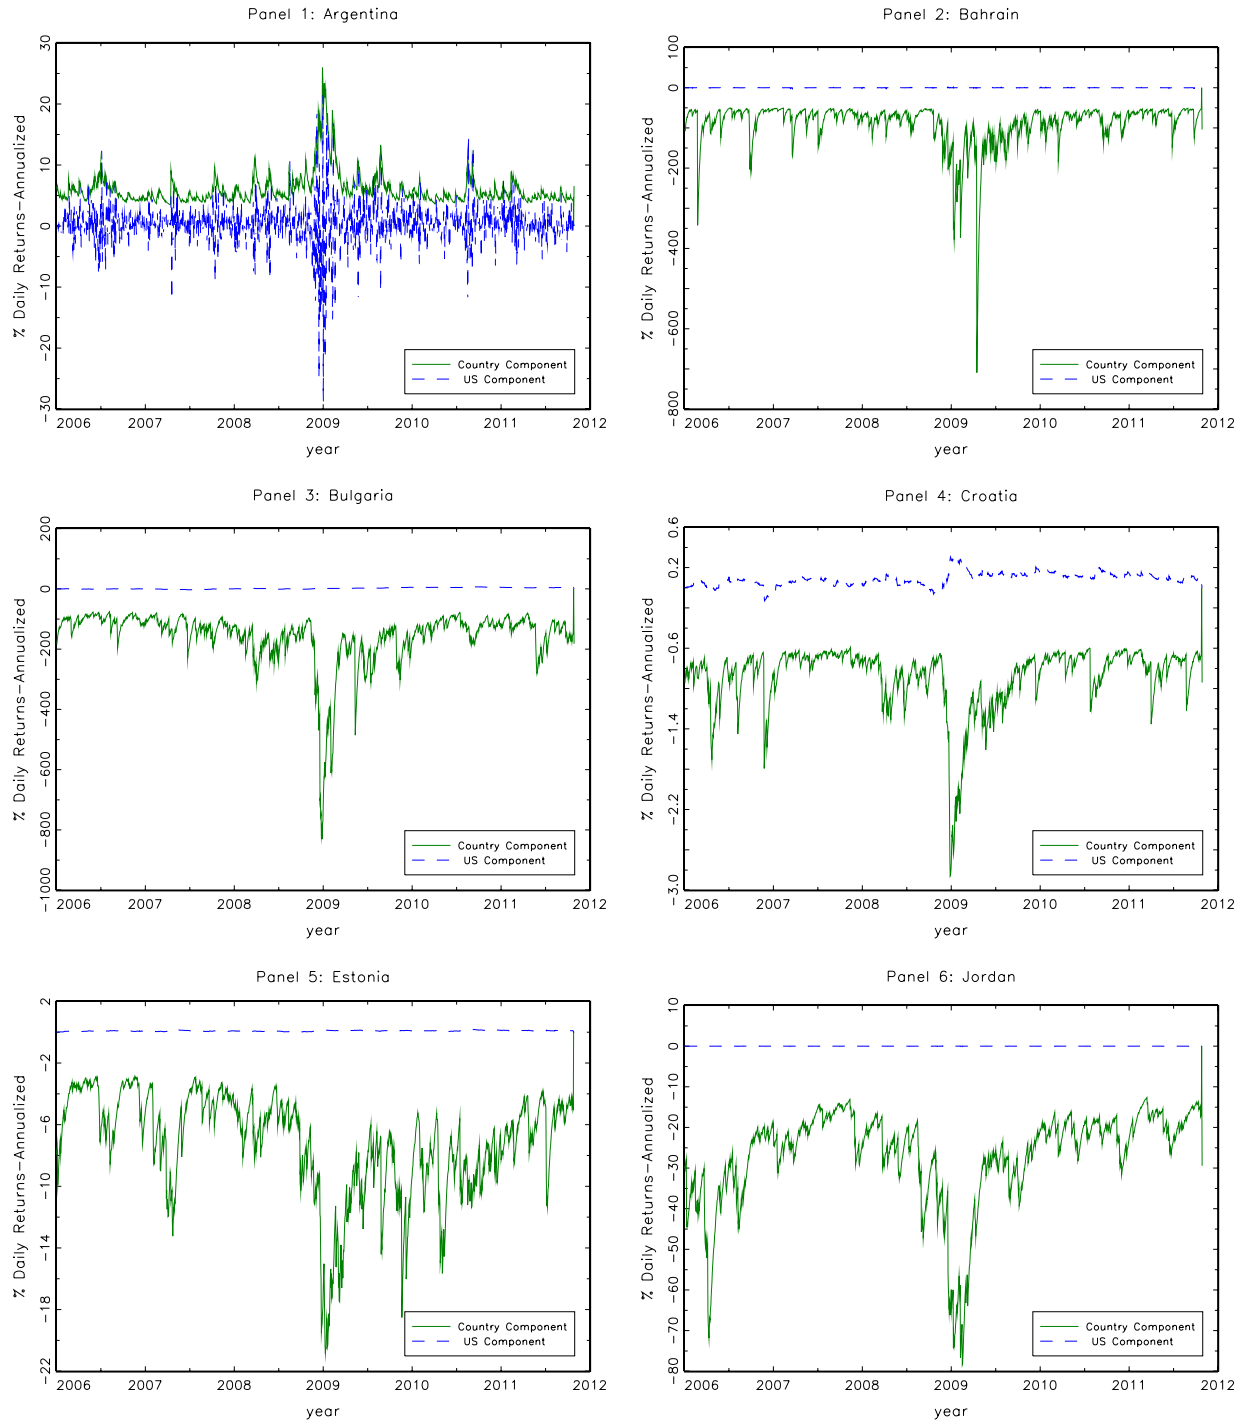 Panel 1: Argentina
% Daily Returns-Annualized
30
20
10
0
-10
-20
-30
Country Component
US Component
2006 2007 2008 2009 2010 2011 2012
year
Panel 2: Bahrain
% Daily Returns-Annualized
100
0
-200
-400
-600
-800
Country Component
US Component
2006 2007 2008 2009 2010 2011 2012
year
Panel 3: Bulgaria
% Daily Returns-Annualized
200
0
-200
-400
-600
-800
-1000
Country Component
US Component
2006 2007 2008 2009 2010 2011 2012
year
Panel 4: Croatia
% Daily Returns-Annualized
0.6
0.2
-0.6
-1.4
-2.2
-3.0
Country Component
US Component
2006 2007 2008 2009 2010 2011 2012
year
Panel 5: Estonia
% Daily Returns-Annualized
2
-2
-6
-10
-14
-18
-22
Country Component
US Component
2006 2007 2008 2009 2010 2011 2012
year
Panel 6: Jordan
% Daily Returns-Annualized
10
0
-10
-20
-30
-40
-50
-60
-70
-80
Country Component
US Component
2006 2007 2008 2009 2010 2011 2012
year